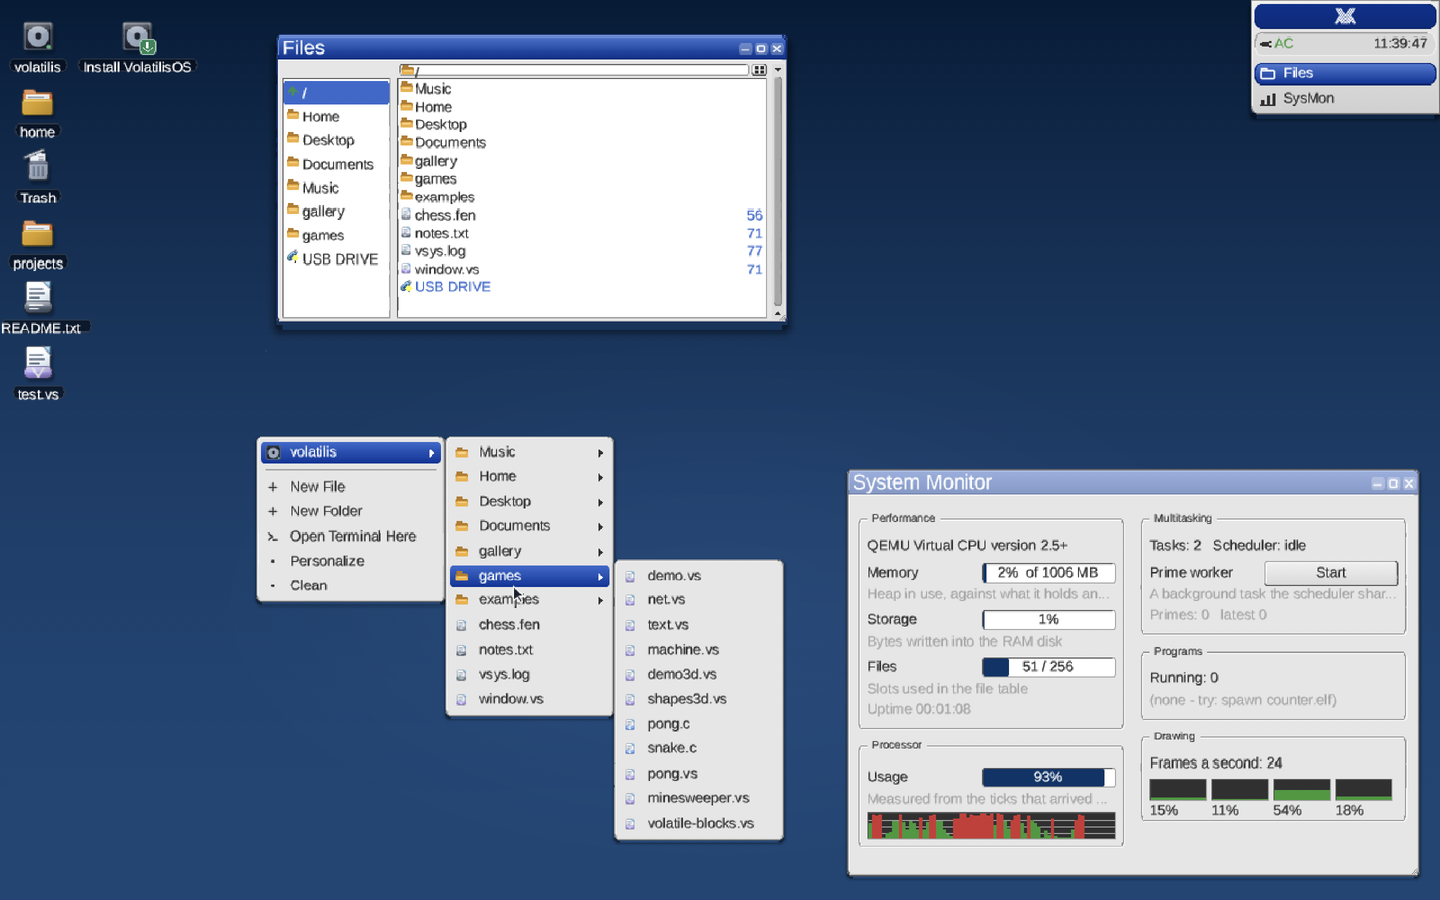 volatilis
Install VolatilisOS
home
Trash
projects
README.txt
test.vs
Files
/
/
Home
Desktop
Documents
Music
gallery
games
USB DRIVE
Music
Home
Desktop
Documents
gallery
games
examples
chess.fen 56
notes.txt 71
vsys.log 77
window.vs 71
USB DRIVE
AC 11:39:47
Files
SysMon
volatilis
New File
New Folder
Open Terminal Here
Personalize
Clean
Music
Home
Desktop
Documents
gallery
games
examples
chess.fen
notes.txt
vsys.log
window.vs
demo.vs
net.vs
text.vs
machine.vs
demo3d.vs
shapes3d.vs
pong.c
snake.c
pong.vs
minesweeper.vs
volatile-blocks.vs
System Monitor
Performance
QEMU Virtual CPU version 2.5+
Memory 2% of 1006 MB
Heap in use, against what it holds an...
Storage 1%
Bytes written into the RAM disk
Files 51 / 256
Slots used in the file table
Uptime 00:01:08
Processor
Usage 93%
Measured from the ticks that arrived ...
Multitasking
Tasks: 2 Scheduler: idle
Prime worker Start
A background task the scheduler shar...
Primes: 0 latest 0
Programs
Running: 0
(none - try: spawn counter.elf)
Drawing
Frames a second: 24
15% 11% 54% 18%